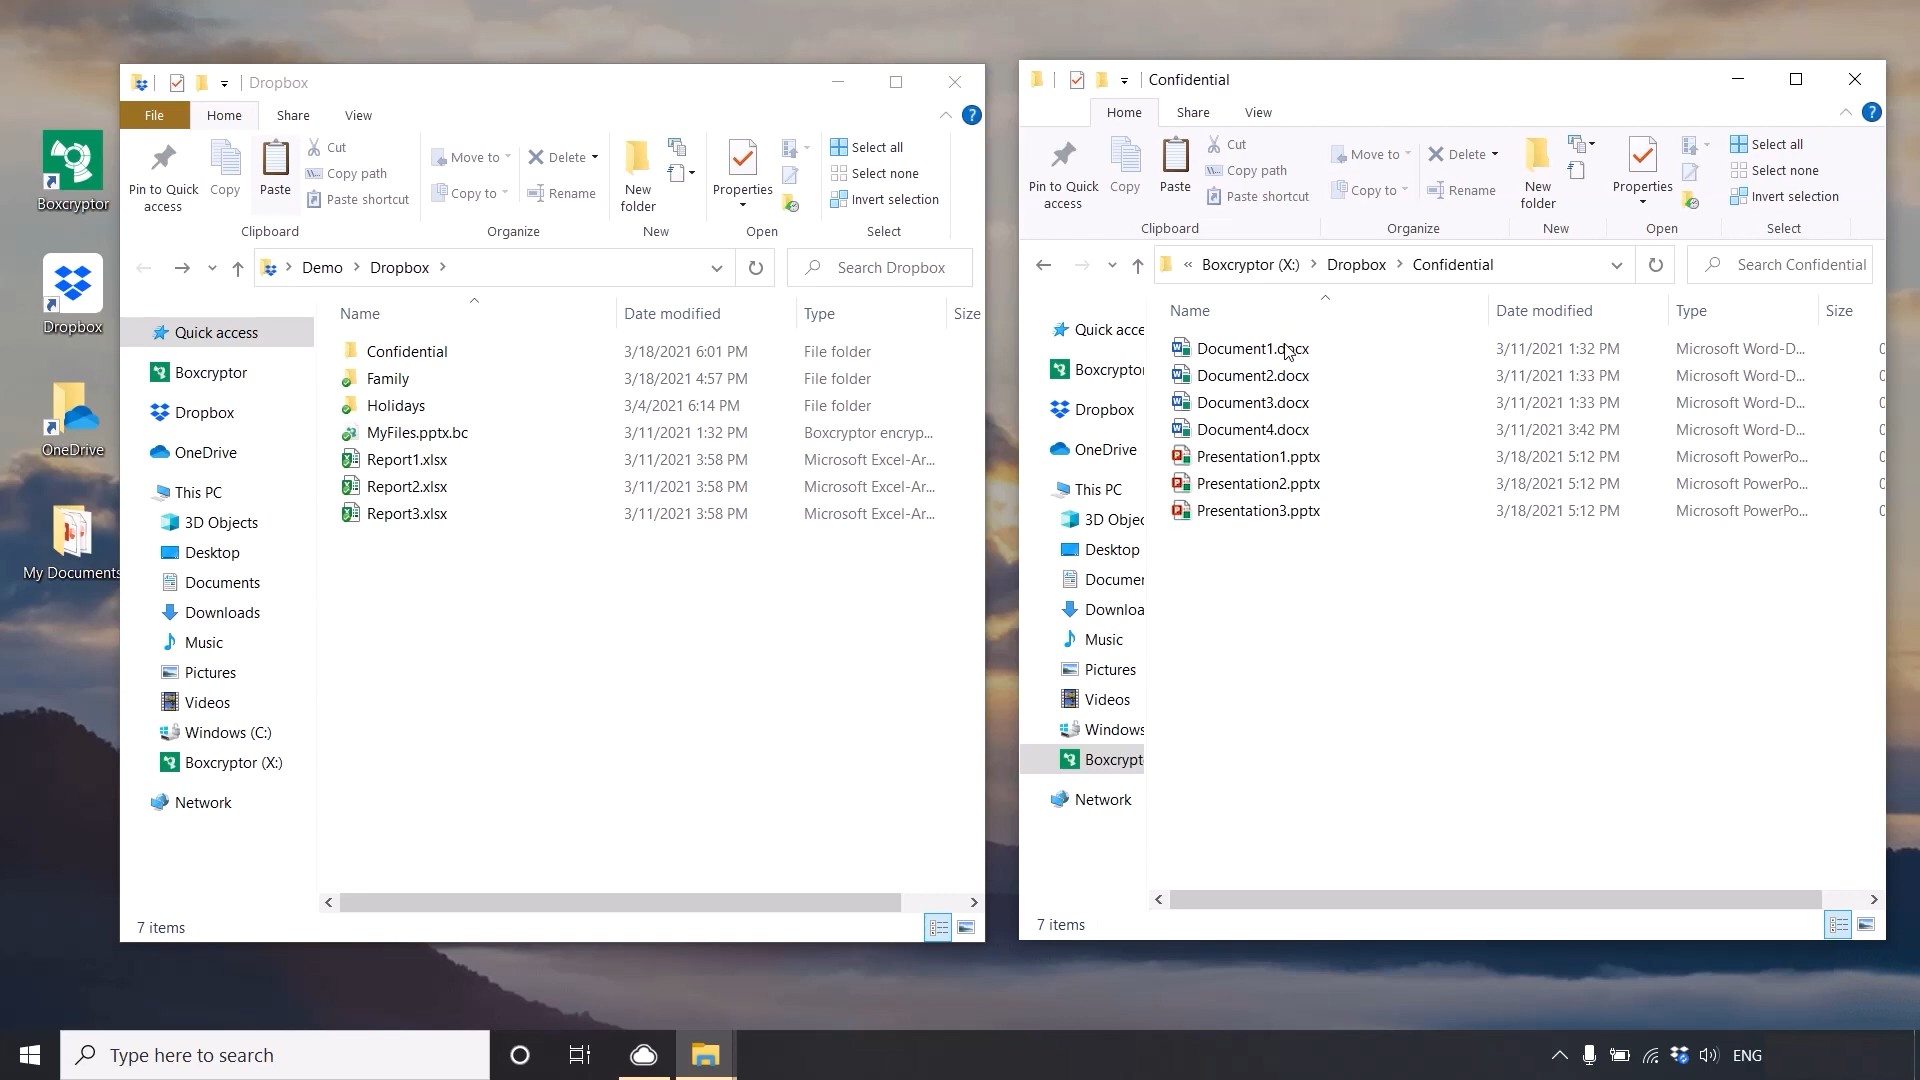 Boxcryptor
Dropbox
OneDrive
My Documents
Dropbox
File
Home
Share
View
Pin to Quick access
Copy
Paste
Cut
Copy path
Paste shortcut
Clipboard
Move to
Copy to
Delete
Rename
Organize
New folder
New
Properties
Open
Select all
Select none
Invert selection
Select
Demo
Dropbox
Search Dropbox
Quick access
Boxcryptor
Dropbox
OneDrive
This PC
3D Objects
Desktop
Documents
Downloads
Music
Pictures
Videos
Windows (C:)
Boxcryptor (X:)
Network
Name Date modified Type Size
Confidential 3/18/2021 6:01 PM File folder
Family 3/18/2021 4:57 PM File folder
Holidays 3/4/2021 6:14 PM File folder
MyFiles.pptx.bc 3/11/2021 1:32 PM Boxcryptor encryp...
Report1.xlsx 3/11/2021 3:58 PM Microsoft Excel-Ar...
Report2.xlsx 3/11/2021 3:58 PM Microsoft Excel-Ar...
Report3.xlsx 3/11/2021 3:58 PM Microsoft Excel-Ar...
7 items
Confidential
Home
Share
View
Pin to Quick access
Copy
Paste
Cut
Copy path
Paste shortcut
Clipboard
Move to
Copy to
Delete
Rename
Organize
New folder
New
Properties
Open
Select all
Select none
Invert selection
Select
« Boxcryptor (X:)
Dropbox
Confidential
Search Confidential
Quick acce
Boxcryptor
Dropbox
OneDrive
This PC
3D Objec
Desktop
Documer
Downloa
Music
Pictures
Videos
Windows
Boxcrypt
Network
Name Date modified Type Size
Document1.docx 3/11/2021 1:32 PM Microsoft Word-D...
Document2.docx 3/11/2021 1:33 PM Microsoft Word-D...
Document3.docx 3/11/2021 1:33 PM Microsoft Word-D...
Document4.docx 3/11/2021 3:42 PM Microsoft Word-D...
Presentation1.pptx 3/18/2021 5:12 PM Microsoft PowerPo...
Presentation2.pptx 3/18/2021 5:12 PM Microsoft PowerPo...
Presentation3.pptx 3/18/2021 5:12 PM Microsoft PowerPo...
7 items
Type here to search
ENG